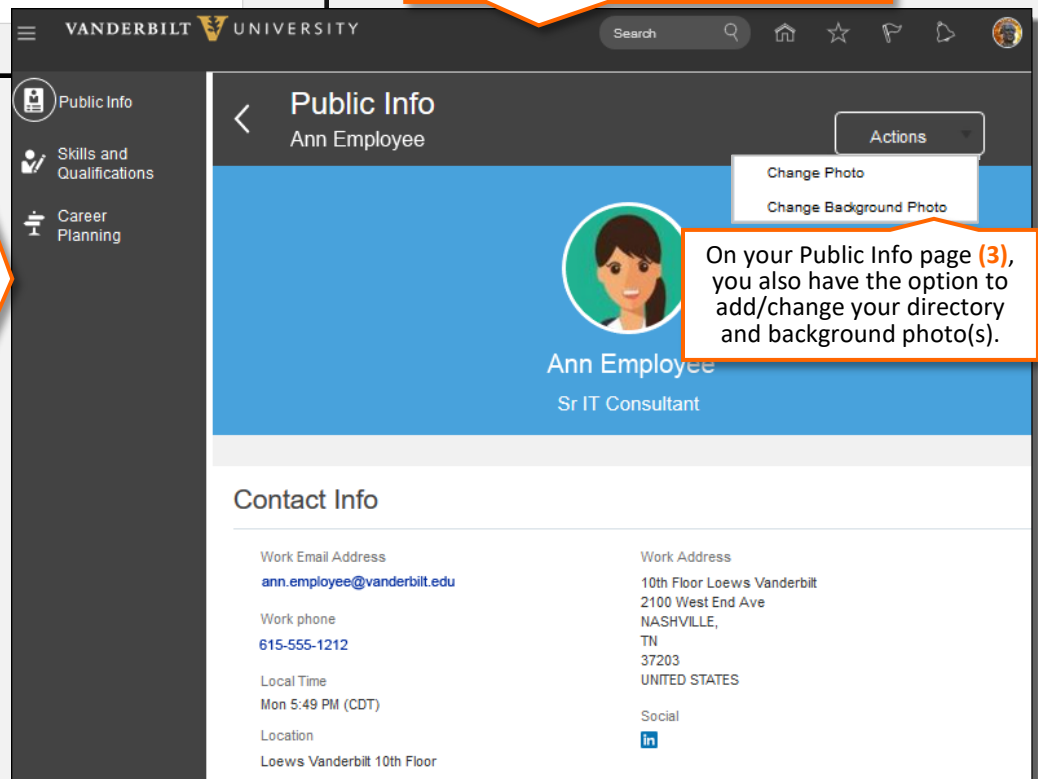 VANDERBILT V UNIVERSITY
Search
Public Info
Skills and
Qualifications
Career
Planning
Public Info
Ann Employee
Actions
Change Photo
Change Background Photo
On your Public Info page (3),
you also have the option to
add/change your directory
and background photo(s).
Ann Employee
Sr IT Consultant
Contact Info
Work Email Address
ann.employee@vanderbilt.edu
Work phone
615-555-1212
Local Time
Mon 5:49 PM (CDT)
Location
Loews Vanderbilt 10th Floor
Work Address
10th Floor Loews Vanderbilt
2100 West End Ave
NASHVILLE,
TN
37203
UNITED STATES
Social
in